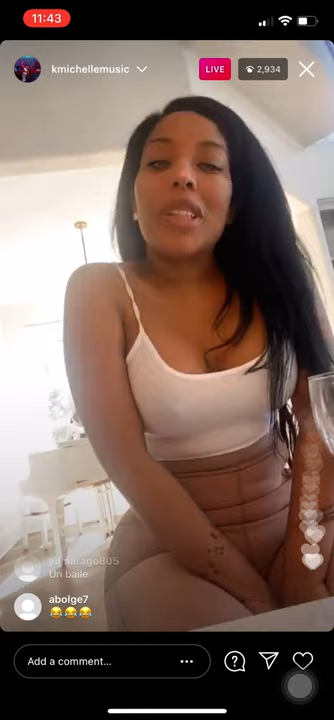 11:43
kmichellemusic
LIVE
2,934
Un baile
abolge7
😂😂😂
Add a comment...